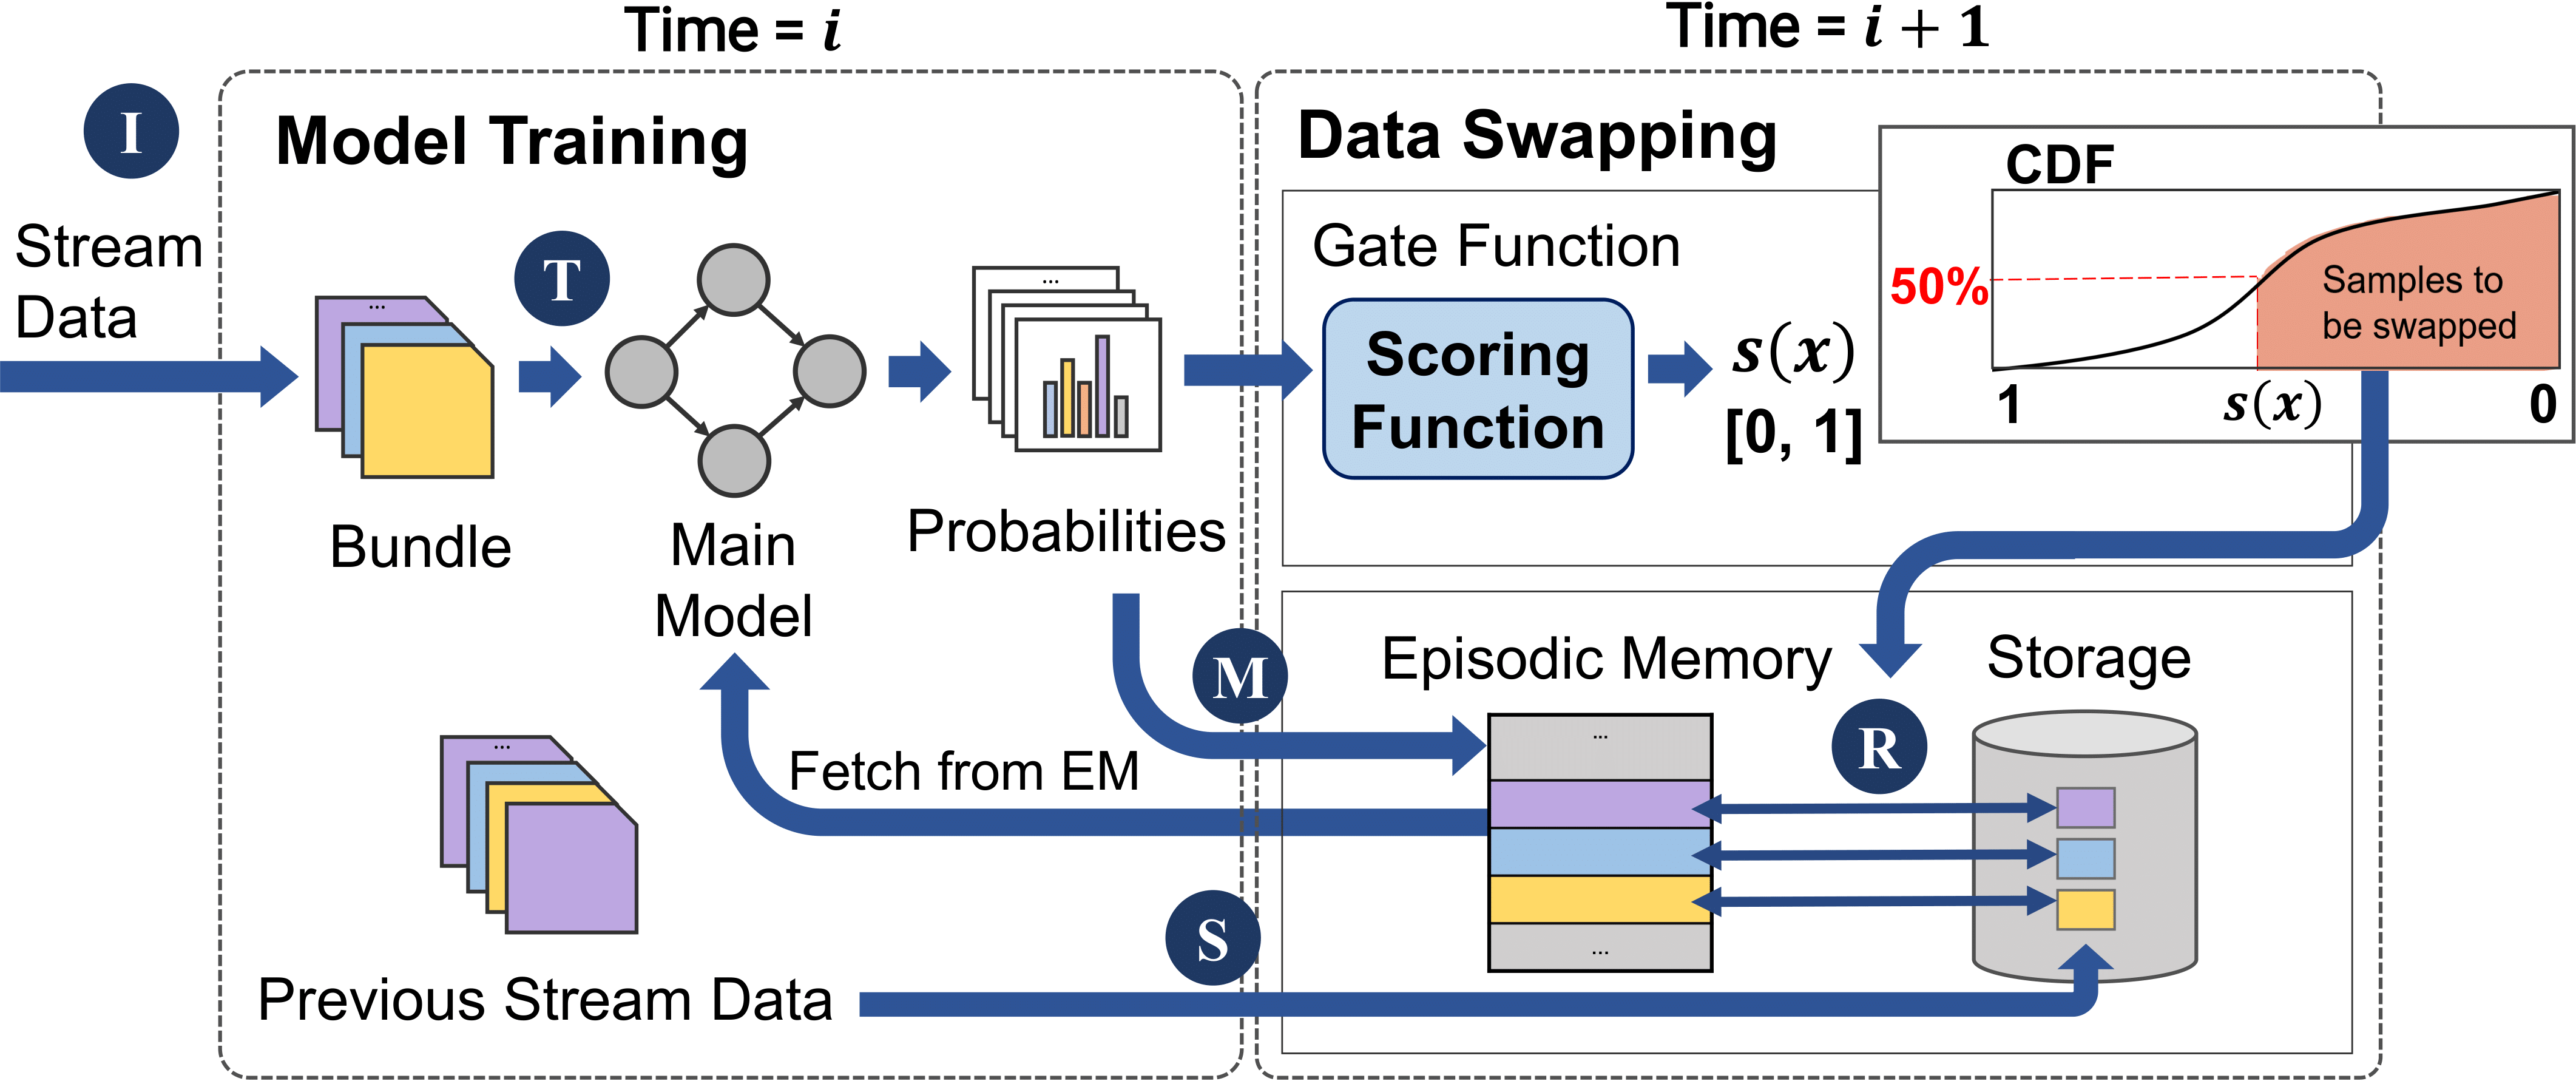 Time = i
Time = i + 1
I
Model Training
Data Swapping
CDF
Stream
Data
...
T
...
Gate Function
50%
Samples to
be swapped
Scoring
Function
s(x)
[0, 1]
1
s(x)
0
Bundle
Main
Model
Probabilities
M
Episodic Memory
Storage
...
R
...
Fetch from EM
S
...
Previous Stream Data